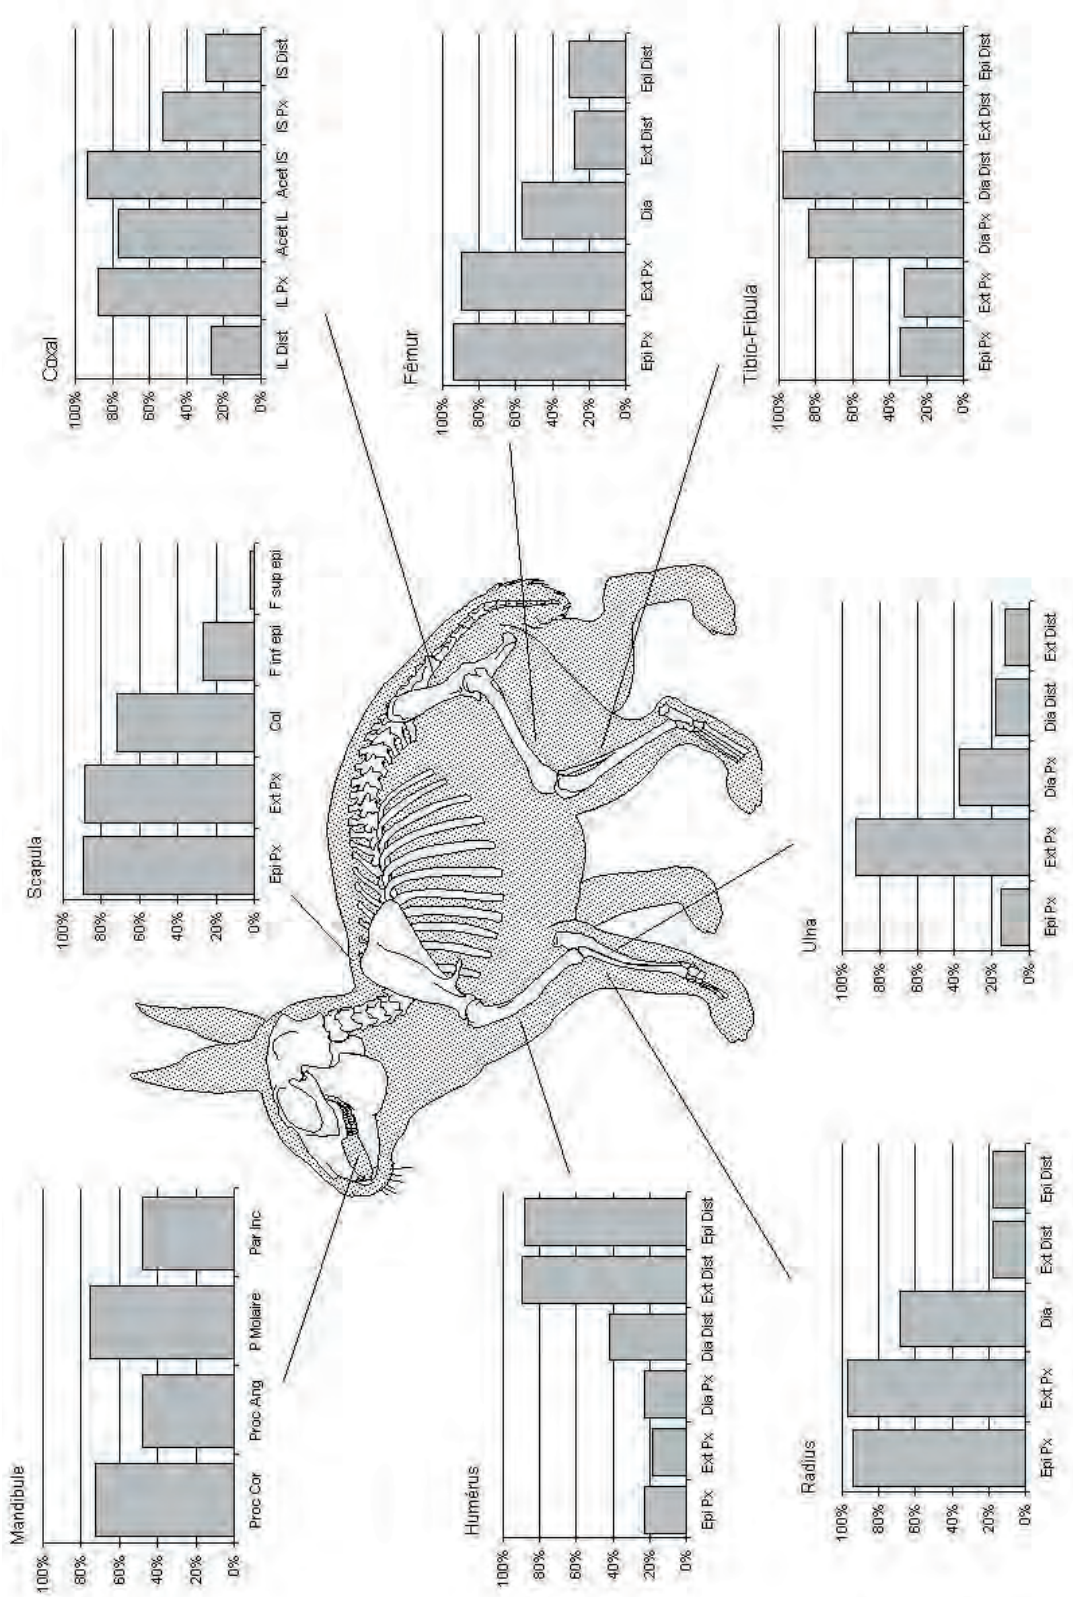 Mandibule
100%
80%
60%
40%
20%
0%
Proc Cor
Proc Ang
P Molaire
Par Inc
Scapula
100%
80%
60%
40%
20%
0%
Epi Px
Ext Px
Col
F inf epi
F sup epi
Coxal
100%
80%
60%
40%
20%
0%
IL Dist
IL Px
Acet IL
Acet IS
IS Px
IS Dist
Humérus
100%
80%
60%
40%
20%
0%
Epi Px
Ext Px
Dia Px
Dia Dist
Ext Dist
Epi Dist
Fémur
100%
80%
60%
40%
20%
0%
Epi Px
Ext Px
Dia
Ext Dist
Epi Dist
Radius
100%
80%
60%
40%
20%
0%
Epi Px
Ext Px
Dia
Ext Dist
Epi Dist
Ulna
100%
80%
60%
40%
20%
0%
Epi Px
Ext Px
Dia Px
Dia Dist
Ext Dist
Tibio-Fibula
100%
80%
60%
40%
20%
0%
Epi Px
Ext Px
Dia Px
Dia Dist
Ext Dist
Epi Dist